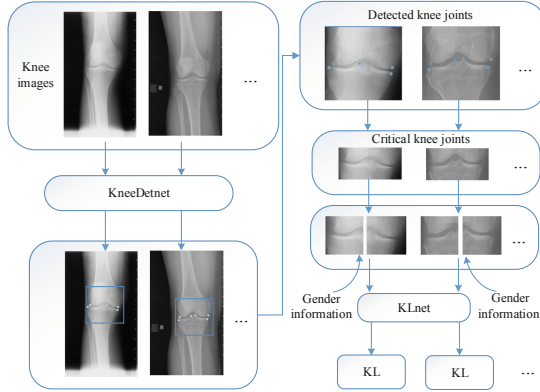 Knee
images
...
KneeDetnet
...
Detected knee joints
...
Critical knee joints
...
...
Gender
information
KLnet
Gender
information
KL
KL
...